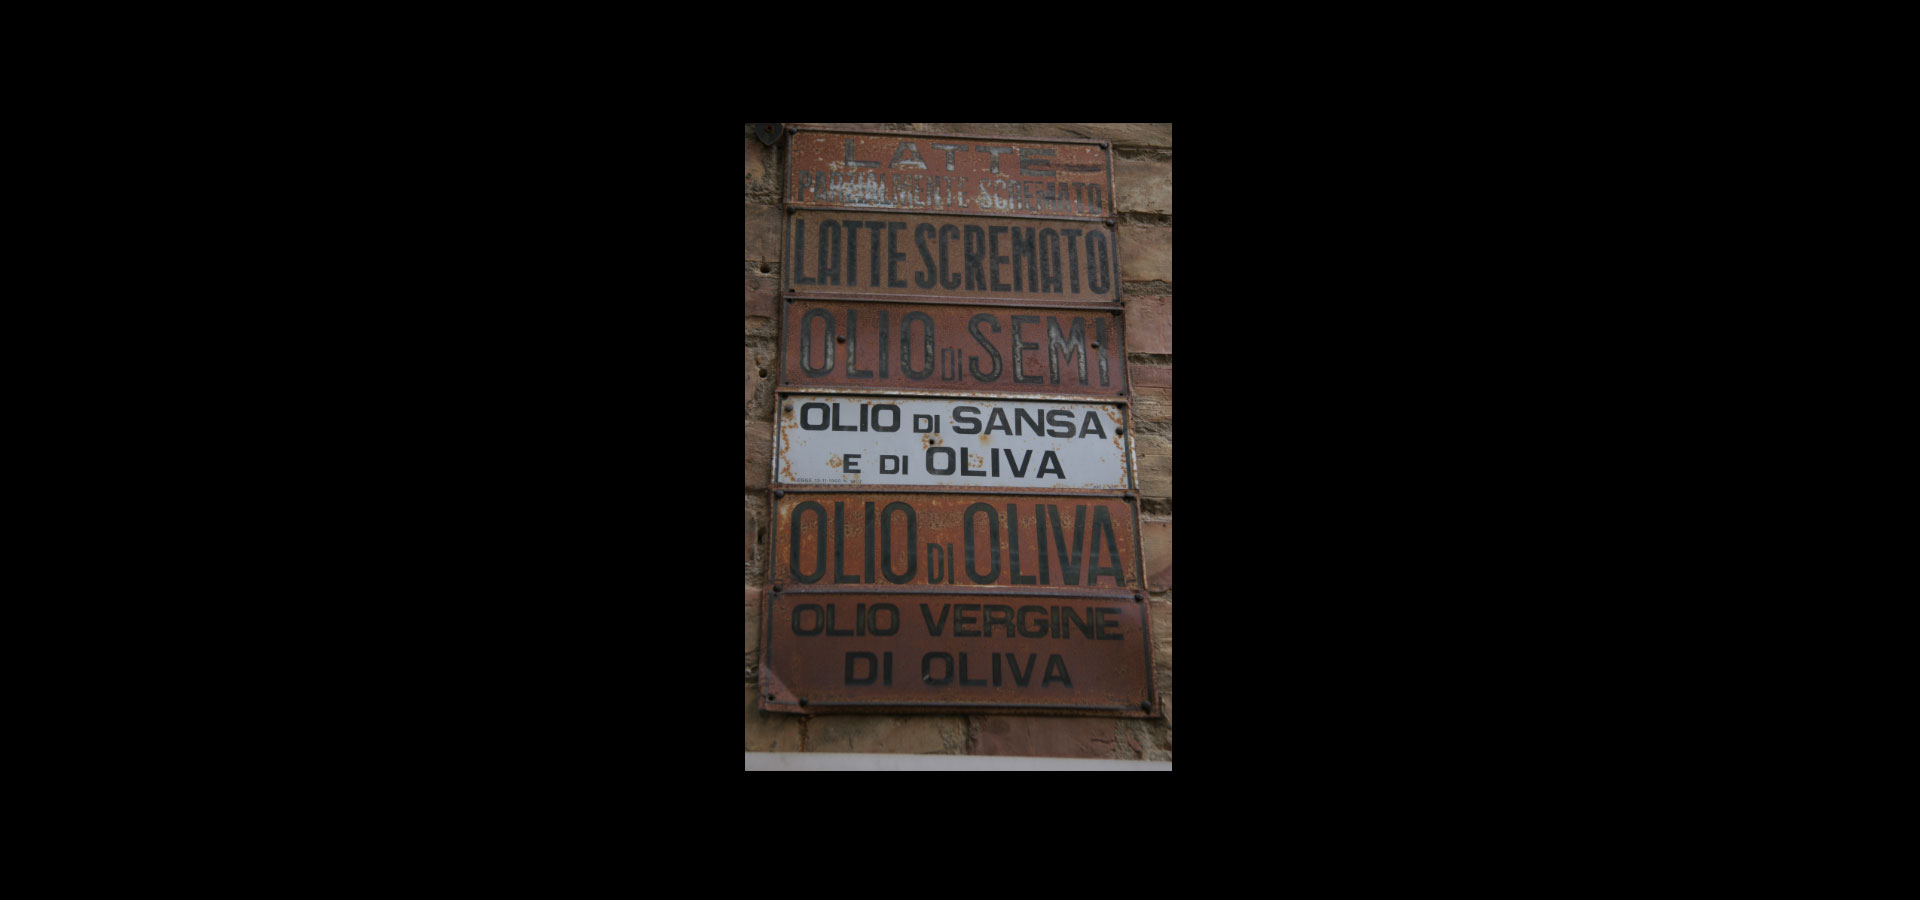 LATTE
PARZIALMENTE SCREMATO
LATTE SCREMATO
OLIO DI SEMI
OLIO DI SANSA
E DI OLIVA
OLIO DI OLIVA
OLIO VERGINE
DI OLIVA